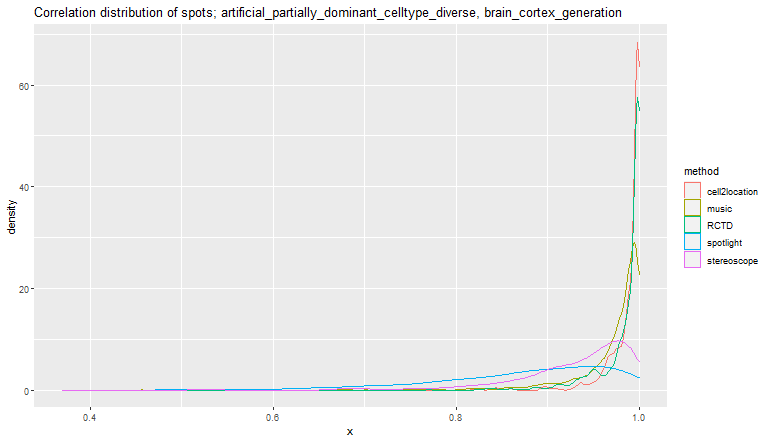 Correlation distribution of spots; artificial_partially_dominant_celltype_diverse, brain_cortex_generation
60
40
20
0
density
0.4
0.6
0.8
1.0
x
method
cell2location
music
RCTD
spotlight
stereoscope